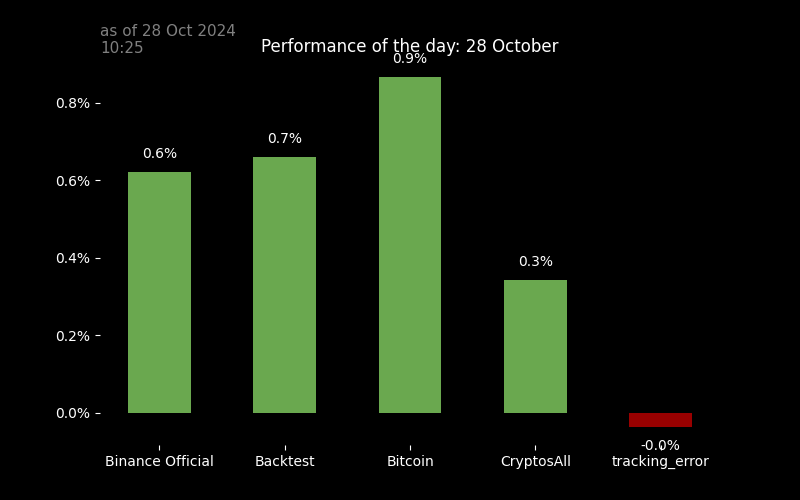 as of 28 Oct 2024
10:25
Performance of the day: 28 October
0.9%
0.8%
0.7%
0.6%
0.6%
0.4%
0.3%
0.2%
0.0%
-0.0%
Binance Official
Backtest
Bitcoin
CryptosAll
tracking_error